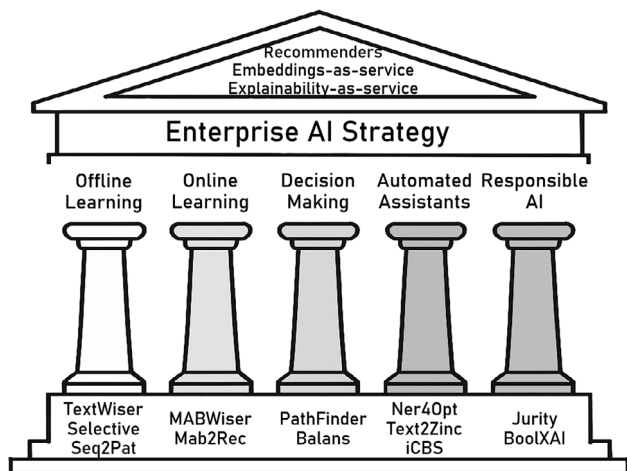 Recommenders
Embeddings-as-service
Explainability-as-service
Enterprise AI Strategy
Offline
Learning
Online
Learning
Decision
Making
Automated
Assistants
Responsible
AI
TextWiser
Selective
Seq2Pat
MABWiser
Mab2Rec
PathFinder
Balans
Ner4Opt
Text2Zinc
iCBS
Jurity
BoolXAI